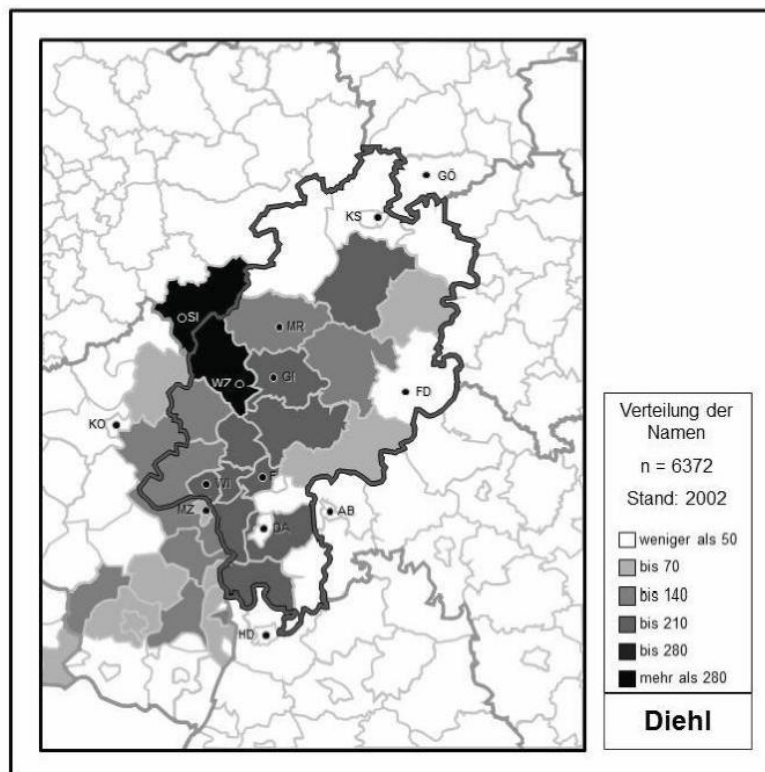 GÖ
KS
SI
MR
WZ
GI
FD
KO
F
WI
MZ
AB
DA
HD
Verteilung der
Namen
n = 6372
Stand: 2002
weniger als 50
bis 70
bis 140
bis 210
bis 280
mehr als 280
Diehl